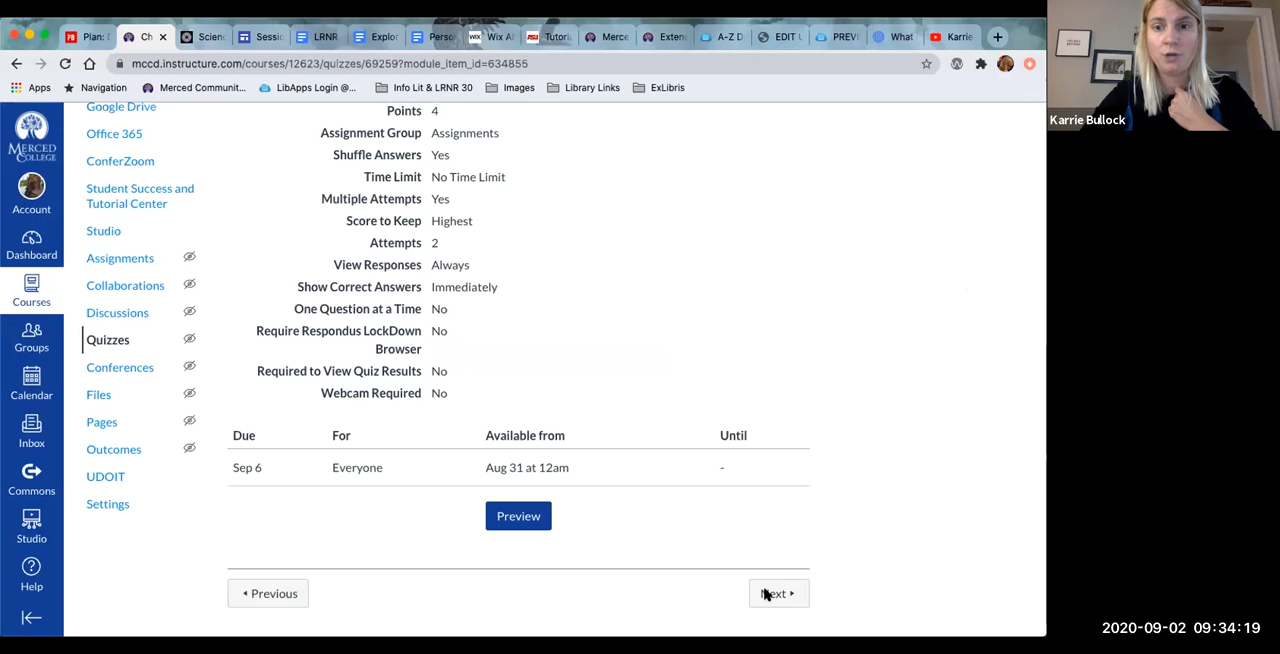 Plan: [
Ch
Scien
Sessi
LRNR
Explor
Perso
WIX
Wix A
ASU
Tutori
Merce
Exten
A-Z D
EDIT
PREVI
What
Karrie
mccd.instructure.com/courses/12623/quizzes/69259?module_item_id=634855
Apps
Navigation
Merced Communit...
LibApps Login @...
Info Lit & LRNR 30
Images
Library Links
ExLibris
Karrie Bullock
MERCED
COLLEGE
Account
Dashboard
Courses
Groups
Calendar
Inbox
Commons
Studio
Help
Google Drive
Office 365
ConferZoom
Student Success and
Tutorial Center
Studio
Assignments
Collaborations
Discussions
Quizzes
Conferences
Files
Pages
Outcomes
UDOIT
Settings
Points 4
Assignment Group Assignments
Shuffle Answers Yes
Time Limit No Time Limit
Multiple Attempts Yes
Score to Keep Highest
Attempts 2
View Responses Always
Show Correct Answers Immediately
One Question at a Time No
Require Respondus LockDown No
Browser
Required to View Quiz Results No
Webcam Required No
Due For Available from Until
Sep 6 Everyone Aug 31 at 12am -
Preview
Previous
Next
2020-09-02 09:34:19